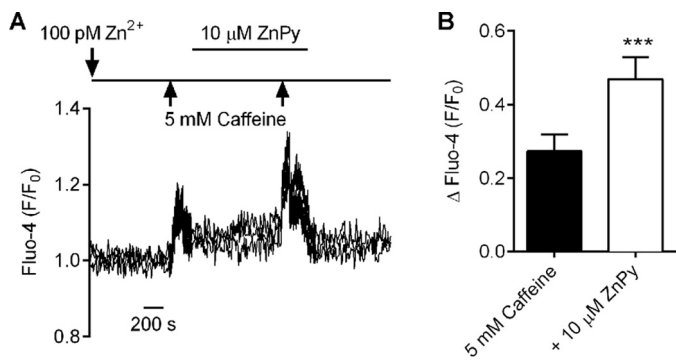 A
100 pM Zn²⁺
10 µM ZnPy
5 mM Caffeine
Fluo-4 (F/F₀)
1.4
1.2
1.0
0.8
200 s
B
***
Δ Fluo-4 (F/F₀)
0.6
0.4
0.2
0.0
5 mM Caffeine
+ 10 µM ZnPy